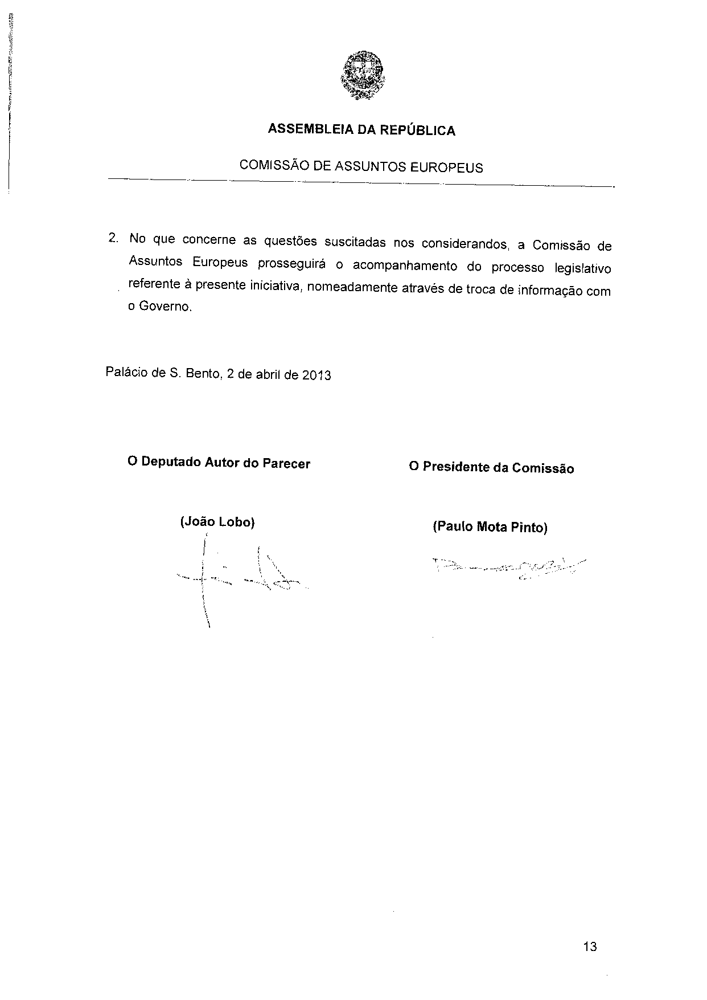 ASSEMBLEIA DA REPÚBLICA
COMISSÃO DE ASSUNTOS EUROPEUS
2. No que concerne as questões suscitadas nos considerandos, a Comissão de
Assuntos Europeus prosseguirá o acompanhamento do processo legislativo
referente à presente iniciativa, nomeadamente através de troca de informação com
o Governo.
Palácio de S. Bento, 2 de abril de 2013
O Deputado Autor do Parecer
O Presidente da Comissão
(João Lobo)
(Paulo Mota Pinto)
13